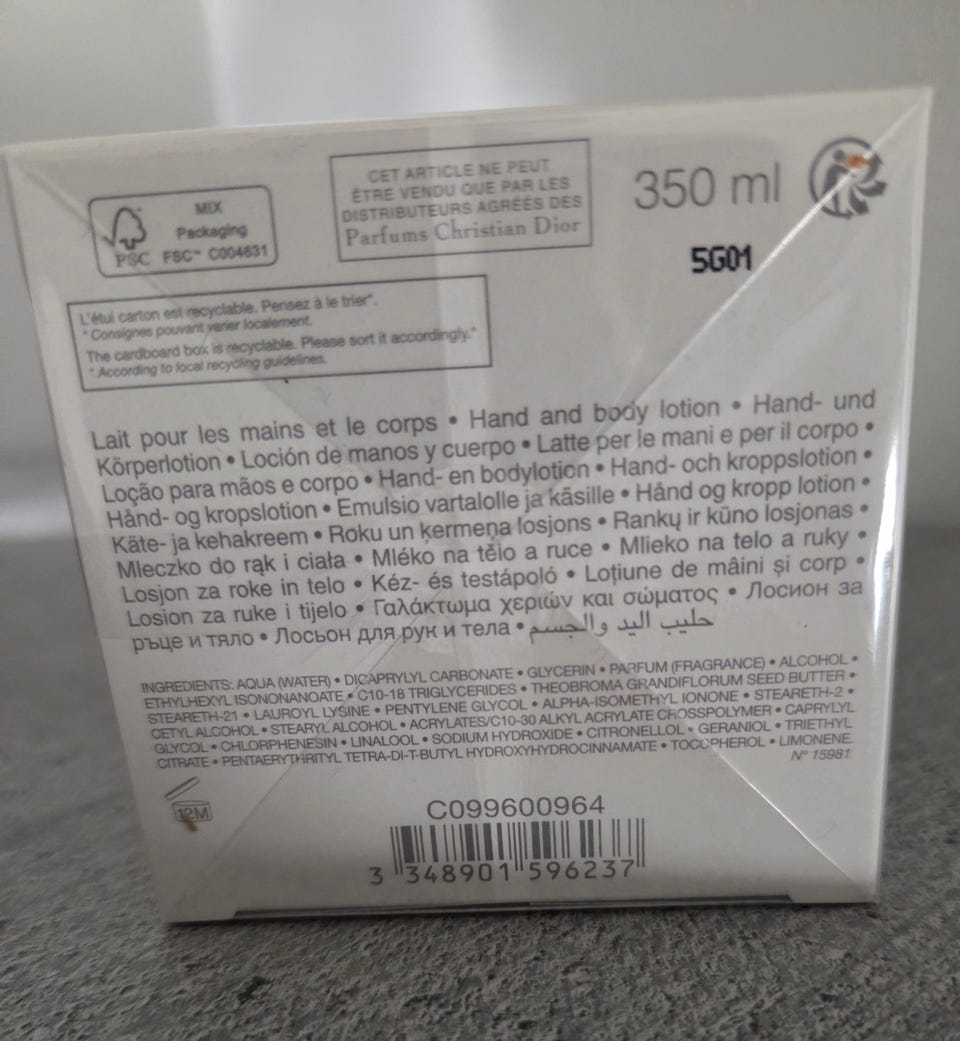 MIX
Packaging
FSC FSC™ C004631
CET ARTICLE NE PEUT
ÊTRE VENDU QUE PAR LES
DISTRIBUTEURS AGRÉÉS DES
Parfums Christian Dior
350 ml
5G01
L'étui carton est recyclable. Pensez à le trier*.
* Consignes pouvant varier localement.
The cardboard box is recyclable. Please sort it accordingly.*
* According to local recycling guidelines.
Lait pour les mains et le corps • Hand and body lotion • Hand- und
Körperlotion • Loción de manos y cuerpo • Latte per le mani e per il corpo •
Loção para mãos e corpo • Hand- en bodylotion • Hand- och kroppslotion •
Hånd- og kropslotion • Emulsio vartalolle ja käsille • Hånd og kropp lotion •
Käte- ja kehakreem • Roku un ķermeņa losjons • Rankų ir kūno losjonas •
Mleczko do rąk i ciała • Mléko na tělo a ruce • Mlieko na telo a ruky •
Losjon za roke in telo • Kéz- és testápoló • Loțiune de mâini și corp •
Losion za ruke i tijelo • Γαλάκτωμα χεριών και σώματος • Лосион за
ръце и тяло • Лосьон для рук и тела • حليب اليد والجسم
INGREDIENTS: AQUA (WATER) • DICAPRYLYL CARBONATE • GLYCERIN • PARFUM (FRAGRANCE) • ALCOHOL •
ETHYLHEXYL ISONONANOATE • C10-18 TRIGLYCERIDES • THEOBROMA GRANDIFLORUM SEED BUTTER •
STEARETH-21 • LAUROYL LYSINE • PENTYLENE GLYCOL • ALPHA-ISOMETHYL IONONE • STEARETH-2 •
CETYL ALCOHOL • STEARYL ALCOHOL • ACRYLATES/C10-30 ALKYL ACRYLATE CROSSPOLYMER • CAPRYLYL
GLYCOL • CHLORPHENESIN • LINALOOL • SODIUM HYDROXIDE • CITRONELLOL • GERANIOL • TRIETHYL
CITRATE • PENTAERYTHRITYL TETRA-DI-T-BUTYL HYDROXYHYDROCINNAMATE • TOCOPHEROL • LIMONENE.
N° 15981
12M
C099600964
3 348901 596237